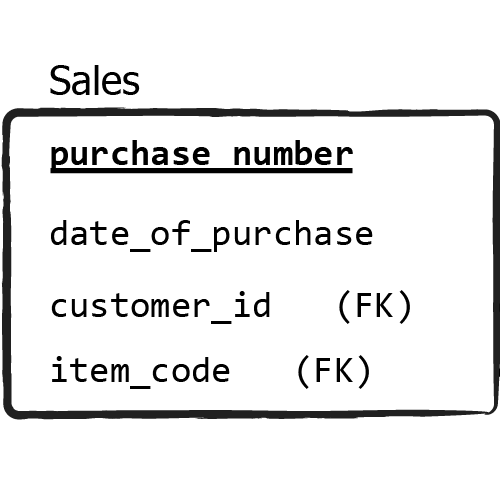 Sales
purchase_number
date_of_purchase
customer_id (FK)
item_code (FK)